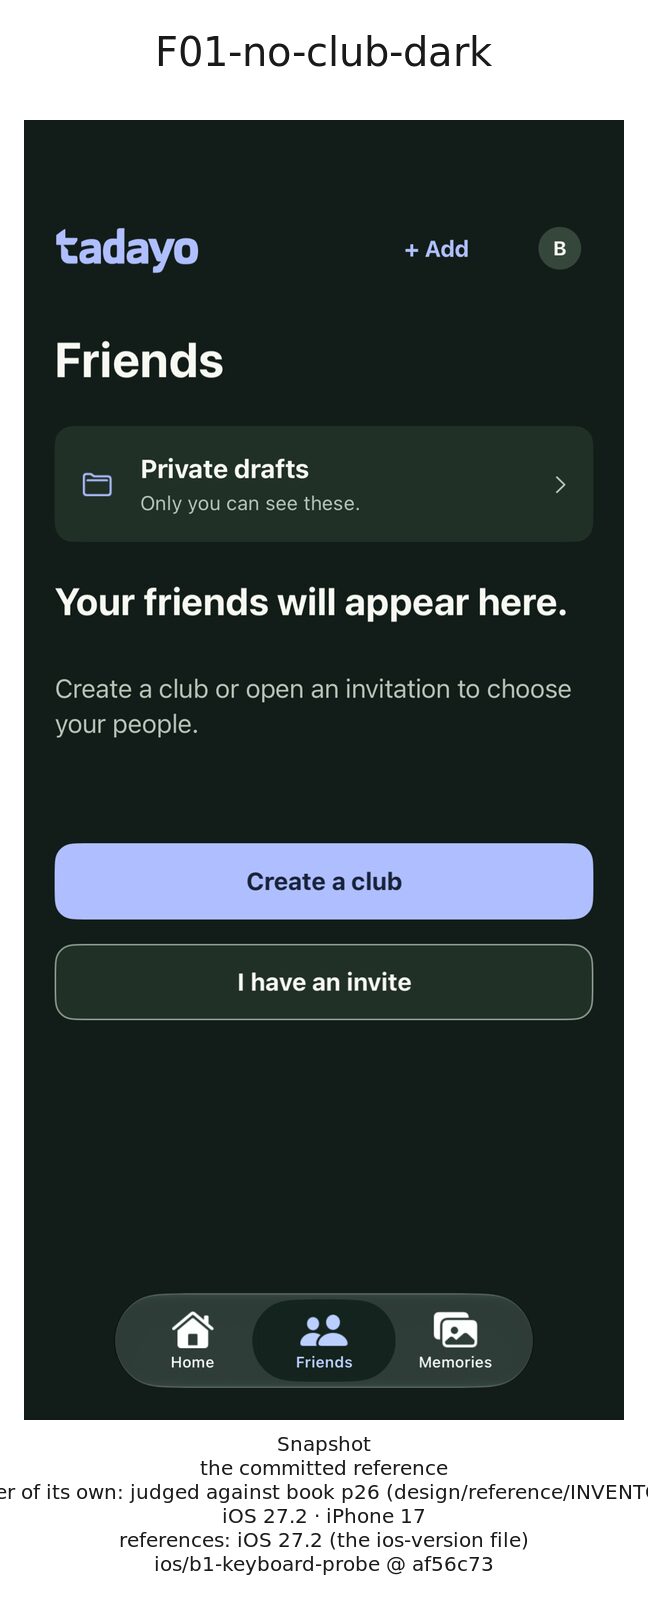 F01-no-club-dark
tadayo
+ Add
B
Friends
Private drafts
Only you can see these.
Your friends will appear here.
Create a club or open an invitation to choose
your people.
Create a club
I have an invite
Home
Friends
Memories
Snapshot
the committed reference
of its own: judged against book p26 (design/reference/
iOS 27.2 · iPhone 17
references: iOS 27.2 (the ios-version file)
ios/b1-keyboard-probe @ af56c73